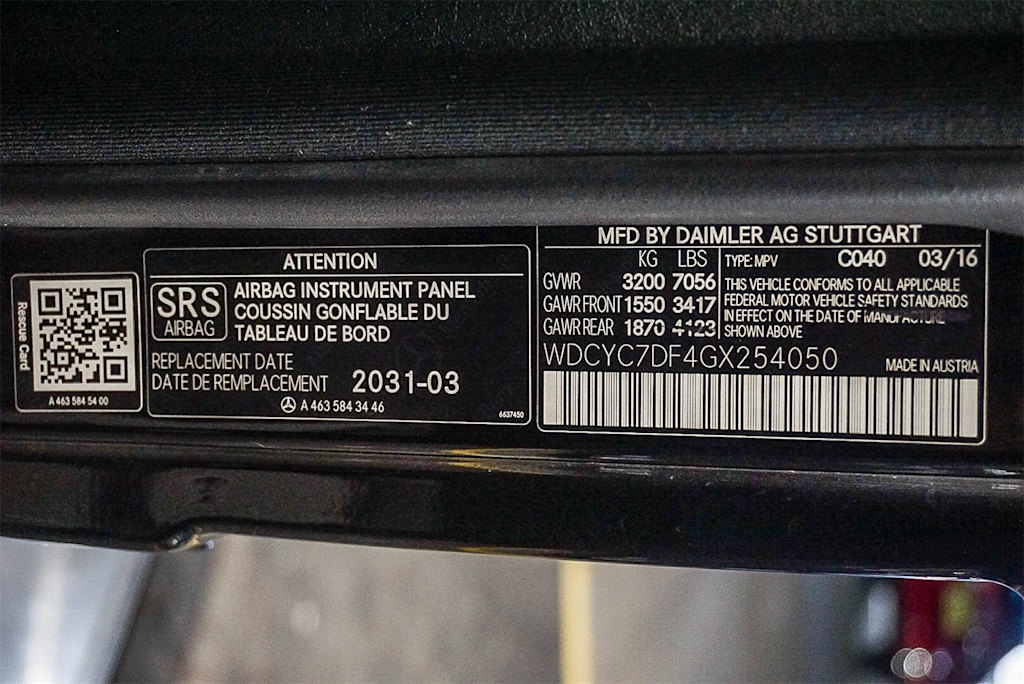 Rescue Card
A 463 584 54 00
ATTENTION
SRS
AIRBAG
AIRBAG INSTRUMENT PANEL
COUSSIN GONFLABLE DU
TABLEAU DE BORD
REPLACEMENT DATE
DATE DE REMPLACEMENT 2031-03
A 463 584 34 46
6637450
MFD BY DAIMLER AG STUTTGART
KG LBS
GVWR 3200 7056
GAWR FRONT 1550 3417
GAWR REAR 1870 4123
TYPE: MPV C040 03/16
THIS VEHICLE CONFORMS TO ALL APPLICABLE
FEDERAL MOTOR VEHICLE SAFETY STANDARDS
IN EFFECT ON THE DATE OF MANUFACTURE
SHOWN ABOVE
WDCYC7DF4GX254050
MADE IN AUSTRIA